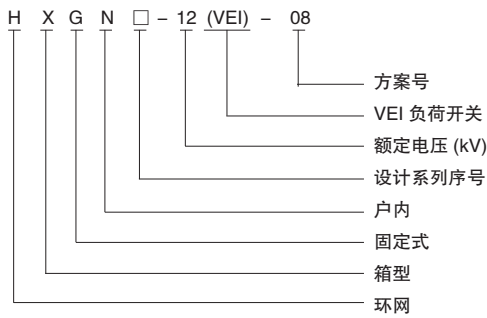 H X G N □ – 12 (VEI) – 08
方案号
VEI 负荷开关
额定电压 (kV)
设计系列序号
户内
固定式
箱型
环网